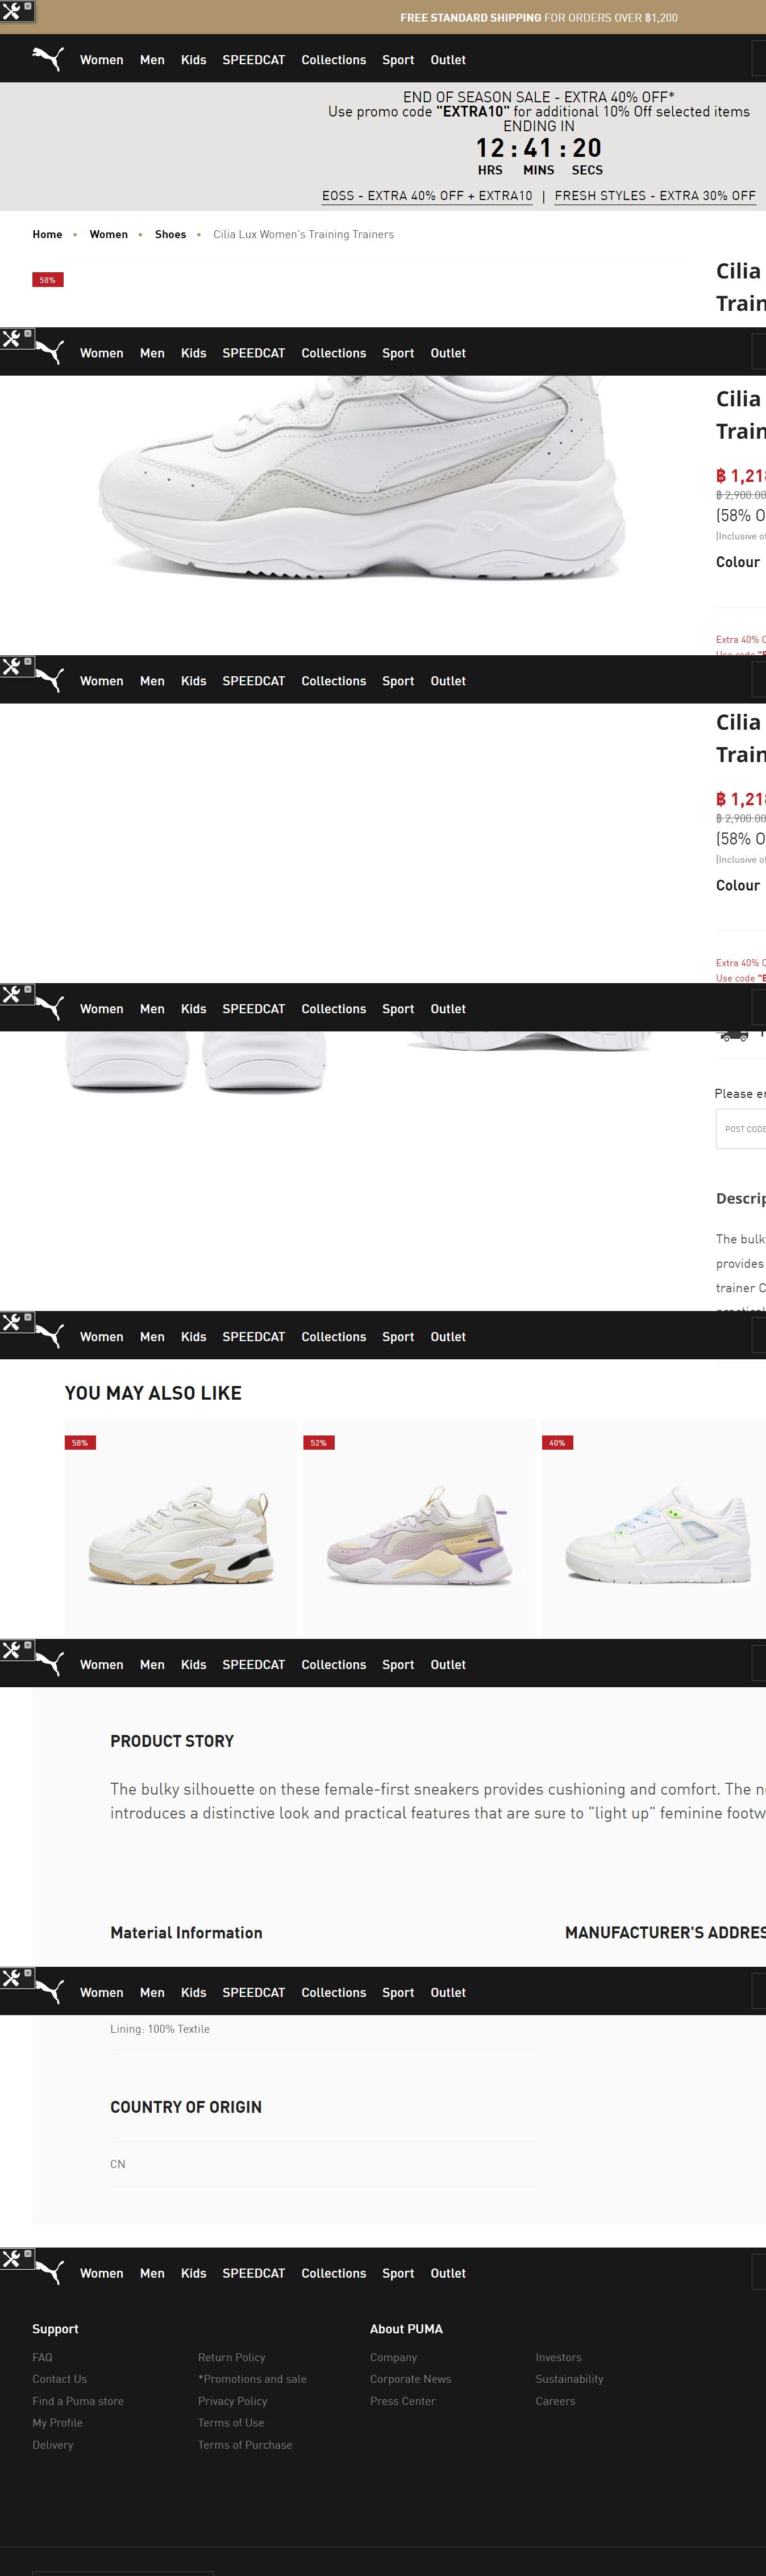 FREE STANDARD SHIPPING FOR ORDERS OVER ฿1,200
Women Men Kids SPEEDCAT Collections Sport Outlet
END OF SEASON SALE - EXTRA 40% OFF*
Use promo code "EXTRA10" for additional 10% Off selected items
ENDING IN
12 : 41 : 20
HRS MINS SECS
EOSS - EXTRA 40% OFF + EXTRA10 | FRESH STYLES - EXTRA 30% OFF
Home • Women • Shoes • Cilia Lux Women's Training Trainers
58%
Cilia
Train
Women Men Kids SPEEDCAT Collections Sport Outlet
Cilia
Train
฿ 1,218
฿ 2,900.00
(58% O
(Inclusive of
Colour
Extra 40% O
Use code "E
Women Men Kids SPEEDCAT Collections Sport Outlet
Cilia
Train
฿ 1,218
฿ 2,900.00
(58% O
(Inclusive of
Colour
Extra 40% O
Use code "E
Women Men Kids SPEEDCAT Collections Sport Outlet
Please en
POST CODE
Descrip
The bulk
provides
trainer C
Women Men Kids SPEEDCAT Collections Sport Outlet
YOU MAY ALSO LIKE
58% 52% 40%
Women Men Kids SPEEDCAT Collections Sport Outlet
PRODUCT STORY
The bulky silhouette on these female-first sneakers provides cushioning and comfort. The n
introduces a distinctive look and practical features that are sure to "light up" feminine footw
Material Information MANUFACTURER'S ADDRES
Women Men Kids SPEEDCAT Collections Sport Outlet
Lining: 100% Textile
COUNTRY OF ORIGIN
CN
Women Men Kids SPEEDCAT Collections Sport Outlet
Support About PUMA
FAQ Return Policy Company Investors
Contact Us *Promotions and sale Corporate News Sustainability
Find a Puma store Privacy Policy Press Center Careers
My Profile Terms of Use
Delivery Terms of Purchase